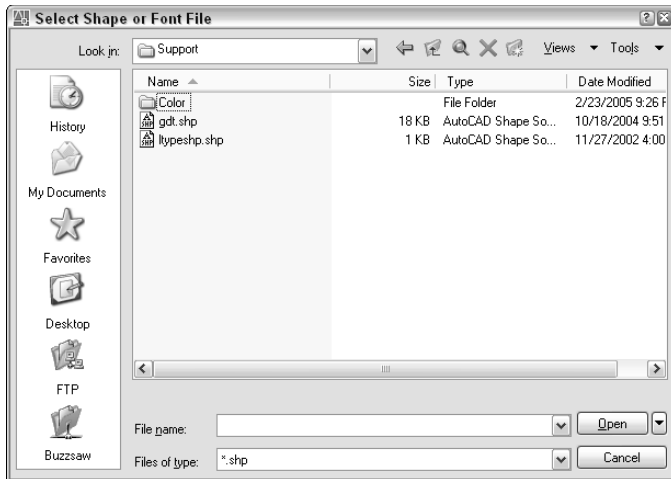 Select Shape or Font File
Look in: Support Views Tools
Name Size Type Date Modified
Color File Folder 2/23/2005 9:26 F
gdt.shp 18 KB AutoCAD Shape So... 10/18/2004 9:51
ltypeshp.shp 1 KB AutoCAD Shape So... 11/27/2002 4:00
History
My Documents
Favorites
Desktop
FTP
Buzzsaw
File name: Open
Files of type: *.shp Cancel